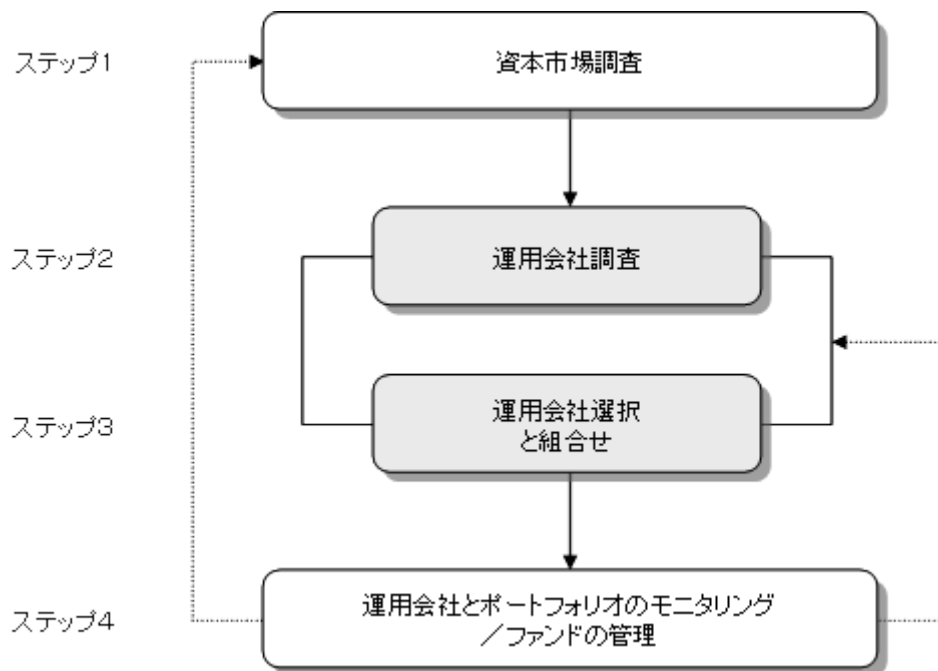 ステップ1
資本市場調査
ステップ2
運用会社調査
ステップ3
運用会社選択
と組合せ
ステップ4
運用会社とポートフォリオのモニタリング
／ファンドの管理